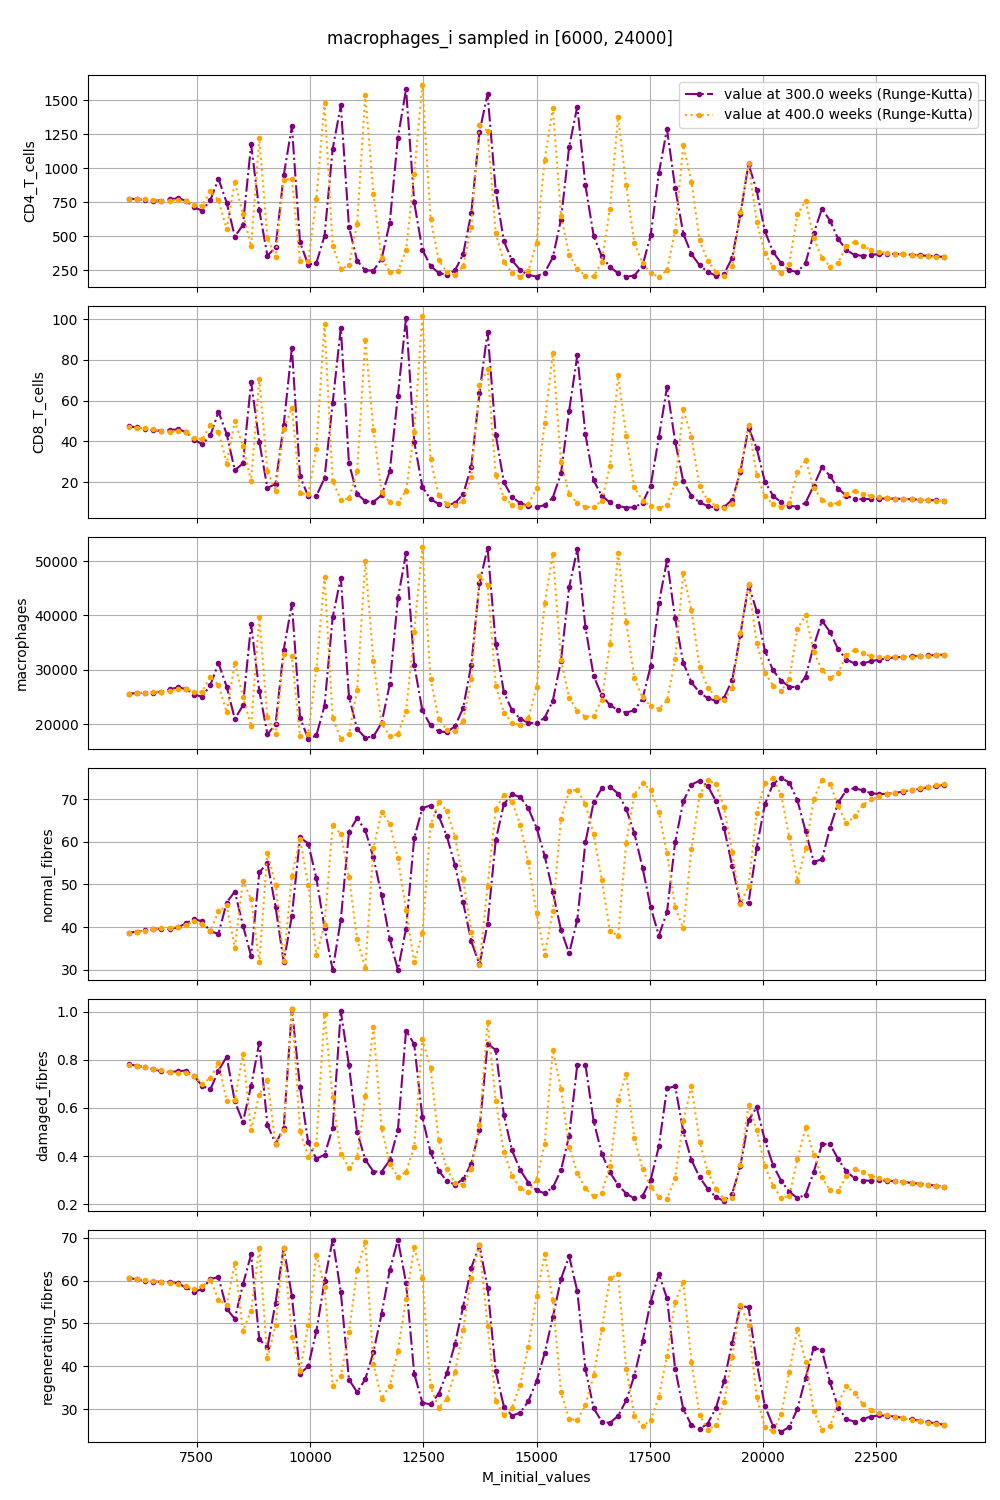 macrophages_i sampled in [6000, 24000]
value at 300.0 weeks (Runge-Kutta)
value at 400.0 weeks (Runge-Kutta)
CD4_T_cells
1500
1250
1000
750
500
250
CD8_T_cells
100
80
60
40
20
macrophages
50000
40000
30000
20000
normal_fibres
70
60
50
40
30
damaged_fibres
1.0
0.8
0.6
0.4
0.2
regenerating_fibres
70
60
50
40
30
7500 10000 12500 15000 17500 20000 22500
M_initial_values